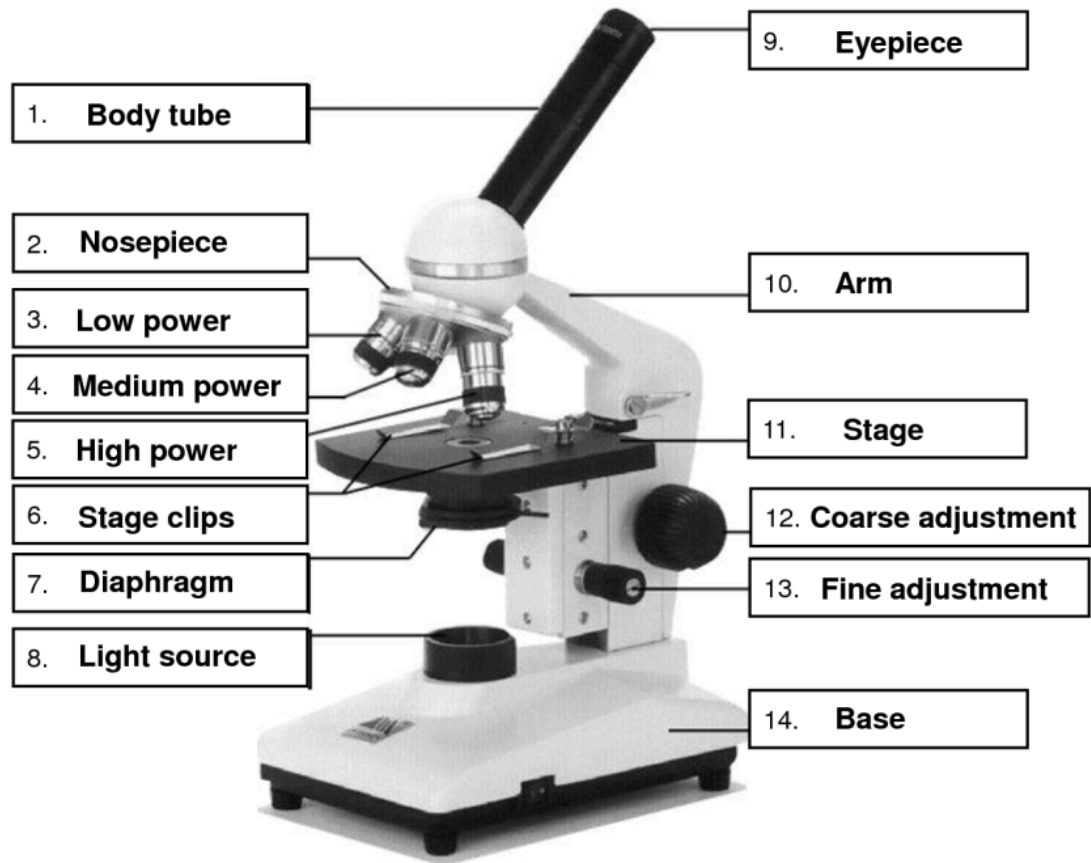 1. Body tube
2. Nosepiece
3. Low power
4. Medium power
5. High power
6. Stage clips
7. Diaphragm
8. Light source
9. Eyepiece
10. Arm
11. Stage
12. Coarse adjustment
13. Fine adjustment
14. Base